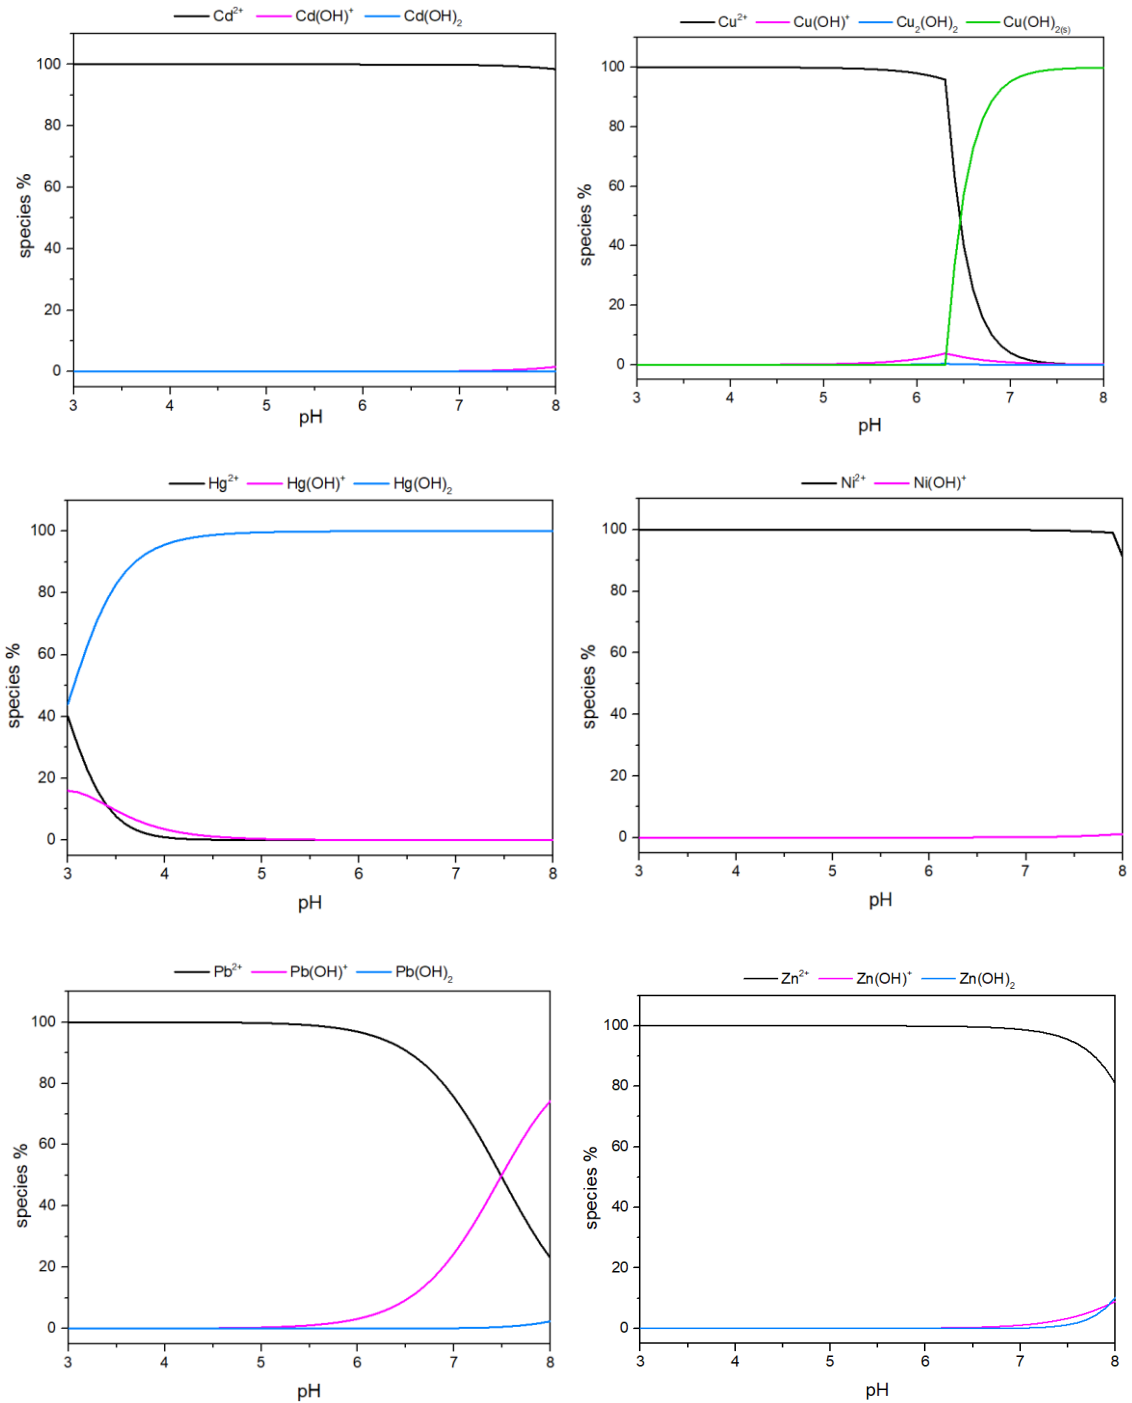 Cd²⁺ Cd(OH)⁺ Cd(OH)₂
100
80
60
40
20
0
species %
3 4 5 6 7 8
pH
Cu²⁺ Cu(OH)⁺ Cu₂(OH)₂ Cu(OH)₂₍ₛ₎
100
80
60
40
20
0
species %
3 4 5 6 7 8
pH
Hg²⁺ Hg(OH)⁺ Hg(OH)₂
100
80
60
40
20
0
species %
3 4 5 6 7 8
pH
Ni²⁺ Ni(OH)⁺
100
80
60
40
20
0
species %
3 4 5 6 7 8
pH
Pb²⁺ Pb(OH)⁺ Pb(OH)₂
100
80
60
40
20
0
species %
3 4 5 6 7 8
pH
Zn²⁺ Zn(OH)⁺ Zn(OH)₂
100
80
60
40
20
0
species %
3 4 5 6 7 8
pH